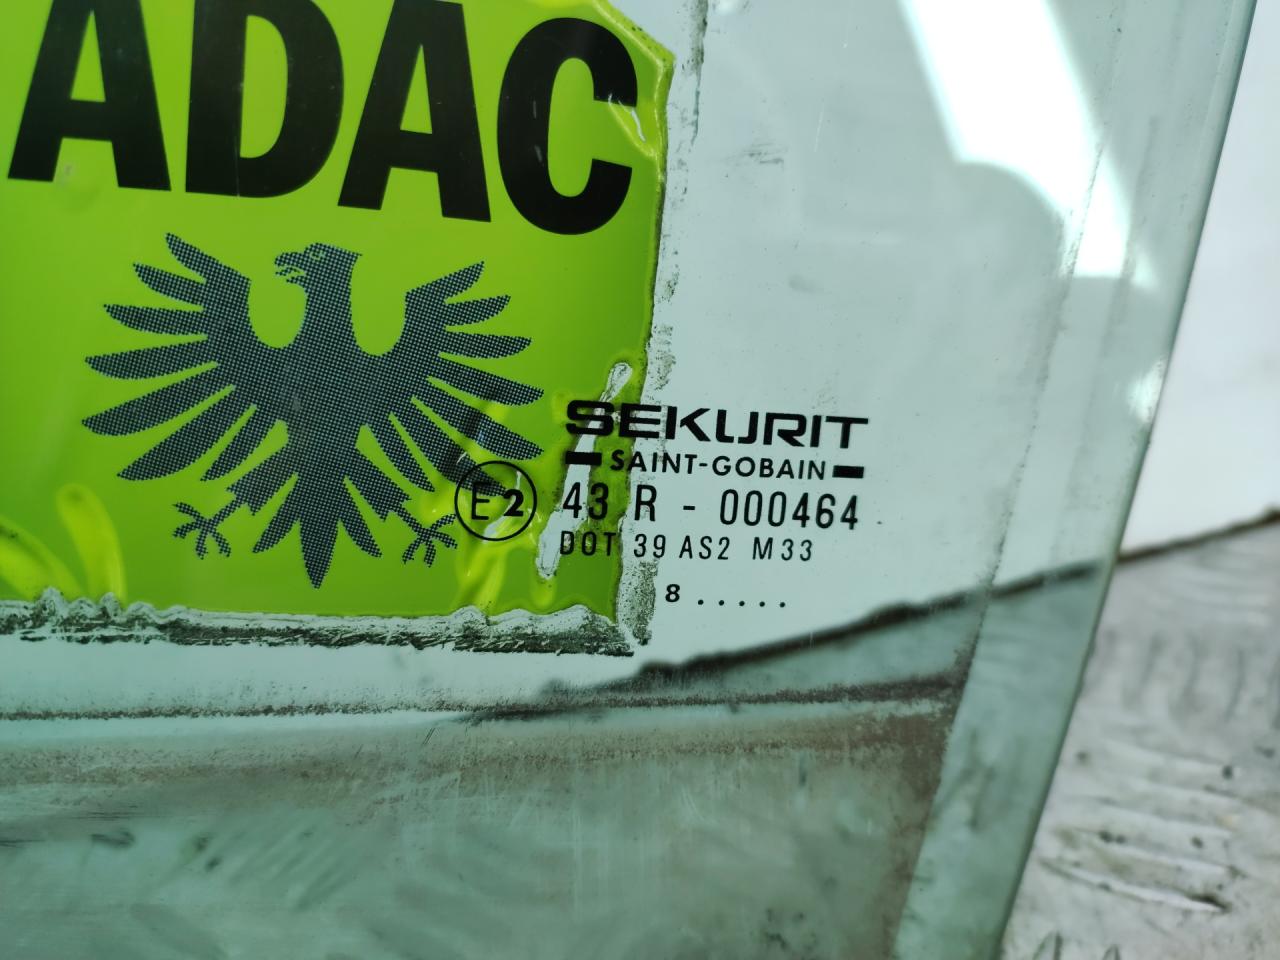 ADAC
SEKURIT
SAINT-GOBAIN
E2 43 R - 000464
DOT 39 AS2 M33
8 . . . . .